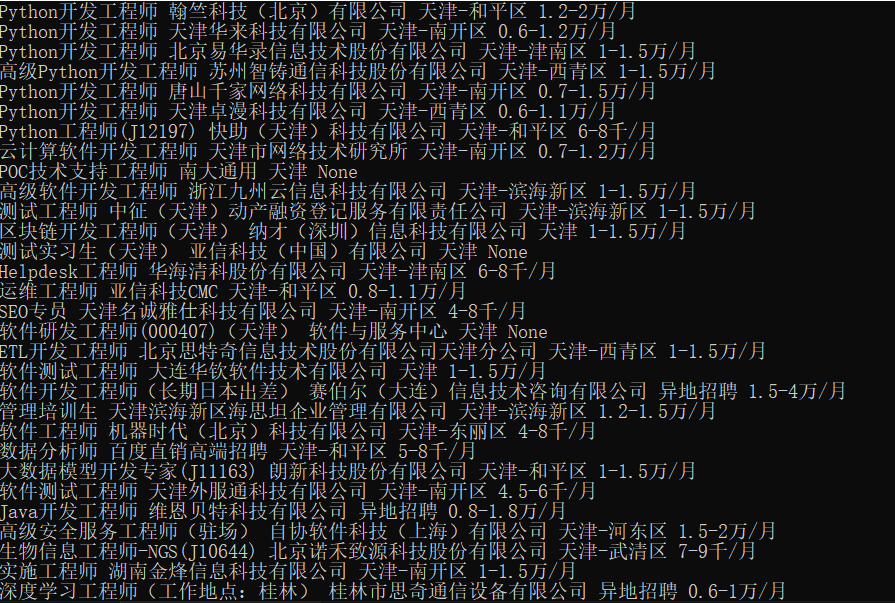 Python开发工程师 翰竺科技（北京）有限公司 天津-和平区 1.2-2万/月
Python开发工程师 天津华来科技有限公司 天津-南开区 0.6-1.2万/月
Python开发工程师 北京易华录信息技术股份有限公司 天津-津南区 1-1.5万/月
高级Python开发工程师 苏州智铸通信科技股份有限公司 天津-西青区 1-1.5万/月
Python开发工程师 唐山千家网络科技有限公司 天津-南开区 0.7-1.5万/月
Python开发工程师 天津卓漫科技有限公司 天津-西青区 0.6-1.1万/月
Python工程师(J12197) 快助（天津）科技有限公司 天津-和平区 6-8千/月
云计算软件开发工程师 天津市网络技术研究所 天津-南开区 0.7-1.2万/月
POC技术支持工程师 南大通用 天津 None
高级软件开发工程师 浙江九州云信息科技有限公司 天津-滨海新区 1-1.5万/月
测试工程师 中征（天津）动产融资登记服务有限责任公司 天津-滨海新区 1-1.5万/月
区块链开发工程师（天津） 纳才（深圳）信息科技有限公司 天津 1-1.5万/月
测试实习生（天津） 亚信科技（中国）有限公司 天津 None
Helpdesk工程师 华海清科股份有限公司 天津-津南区 6-8千/月
运维工程师 亚信科技CMC 天津-和平区 0.8-1.1万/月
SEO专员 天津名诚雅仕科技有限公司 天津-南开区 4-8千/月
软件研发工程师(000407)（天津） 软件与服务中心 天津 None
ETL开发工程师 北京思特奇信息技术股份有限公司天津分公司 天津-西青区 1-1.5万/月
软件测试工程师 大连华钦软件技术有限公司 天津 1-1.5万/月
软件开发工程师（长期日本出差） 赛伯尔（大连）信息技术咨询有限公司 异地招聘 1.5-4万/月
管理培训生 天津滨海新区海思坦企业管理有限公司 天津-滨海新区 1.2-1.5万/月
软件工程师 机器时代（北京）科技有限公司 天津-东丽区 4-8千/月
数据分析师 百度直销高端招聘 天津-和平区 5-8千/月
大数据模型开发专家(J11163) 朗新科技股份有限公司 天津-和平区 1-1.5万/月
软件测试工程师 天津外服通科技有限公司 天津-南开区 4.5-6千/月
Java开发工程师 维恩贝特科技有限公司 异地招聘 0.8-1.8万/月
高级安全服务工程师（驻场） 自协软件科技（上海）有限公司 天津-河东区 1.5-2万/月
生物信息工程师-NGS(J10644) 北京诺禾致源科技股份有限公司 天津-武清区 7-9千/月
实施工程师 湖南金烽信息科技有限公司 天津-南开区 1-1.5万/月
深度学习工程师（工作地点：桂林） 桂林市思奇通信设备有限公司 异地招聘 0.6-1万/月